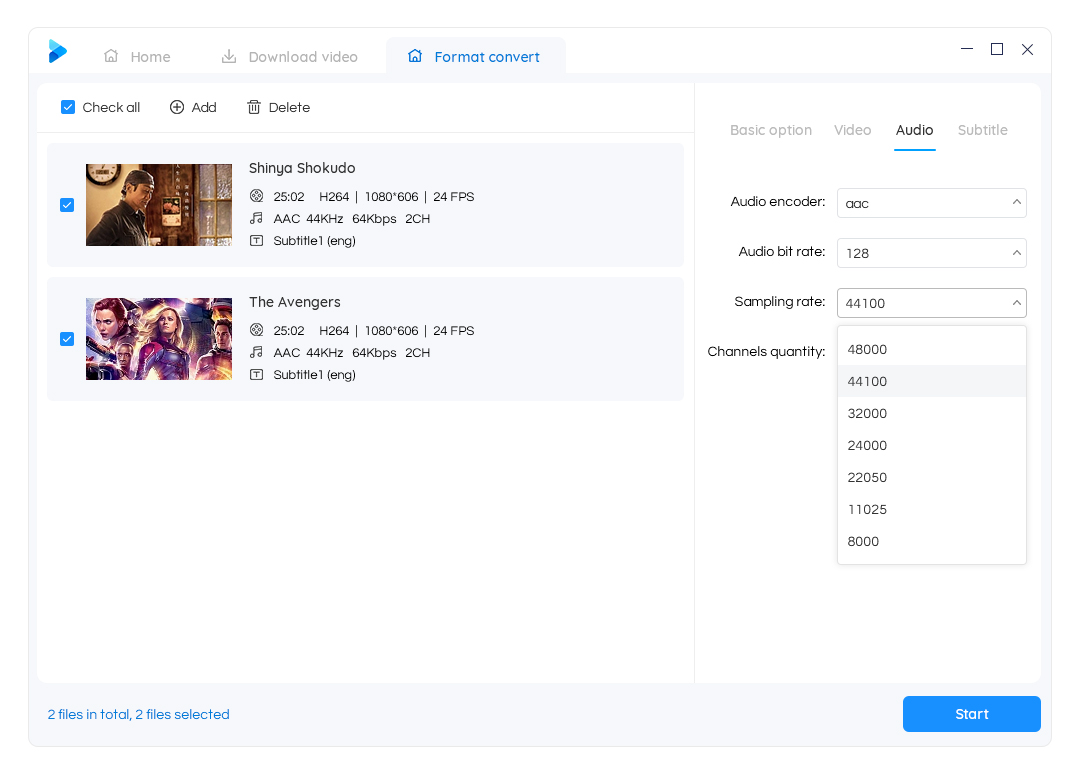 Home
Download video
Format convert
Check all
Add
Delete
Shinya Shokudo
25:02 H264 | 1080*606 | 24 FPS
AAC 44KHz 64Kbps 2CH
Subtitle1 (eng)
The Avengers
25:02 H264 | 1080*606 | 24 FPS
AAC 44KHz 64Kbps 2CH
Subtitle1 (eng)
Basic option
Video
Audio
Subtitle
Audio encoder: aac
Audio bit rate: 128
Sampling rate: 44100
Channels quantity:
48000
44100
32000
24000
22050
11025
8000
2 files in total, 2 files selected
Start